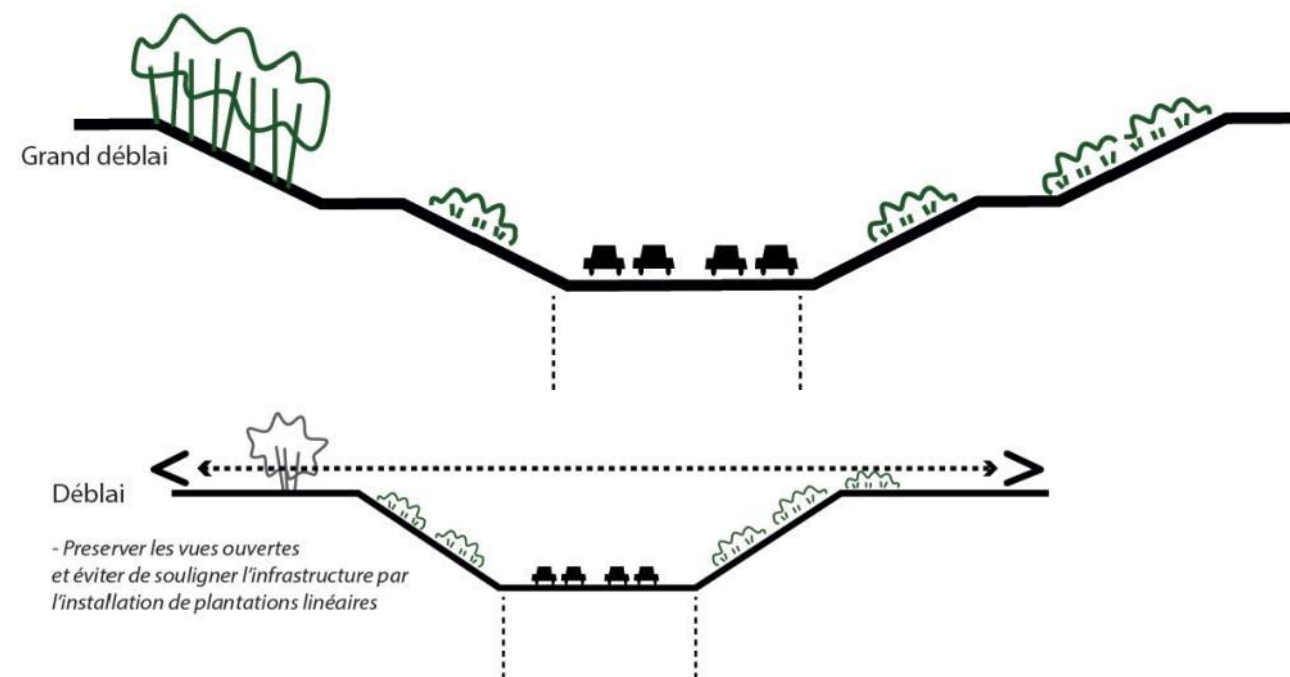 Grand déblai
Déblai
- Preserver les vues ouvertes
et éviter de souligner l'infrastructure par
l'installation de plantations linéaires